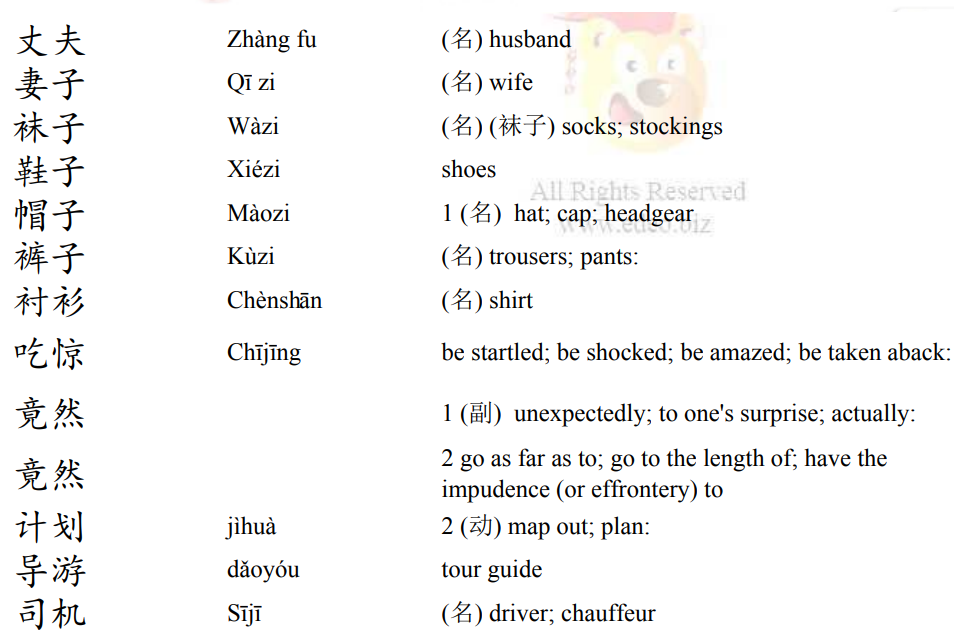 丈夫 Zhàng fu (名) husband
妻子 Qī zi (名) wife
袜子 Wàzi (名) (袜子) socks; stockings
鞋子 Xiézi shoes
All Rights Reserved
帽子 Màozi 1 (名) hat; cap; headgear
www.edeo.biz
裤子 Kùzi (名) trousers; pants:
衬衫 Chènshān (名) shirt
吃惊 Chījīng be startled; be shocked; be amazed; be taken aback:
竟然 1 (副) unexpectedly; to one's surprise; actually:
竟然 2 go as far as to; go to the length of; have the
impudence (or effrontery) to
计划 jìhuà 2 (动) map out; plan:
导游 dǎoyóu tour guide
司机 Sījī (名) driver; chauffeur